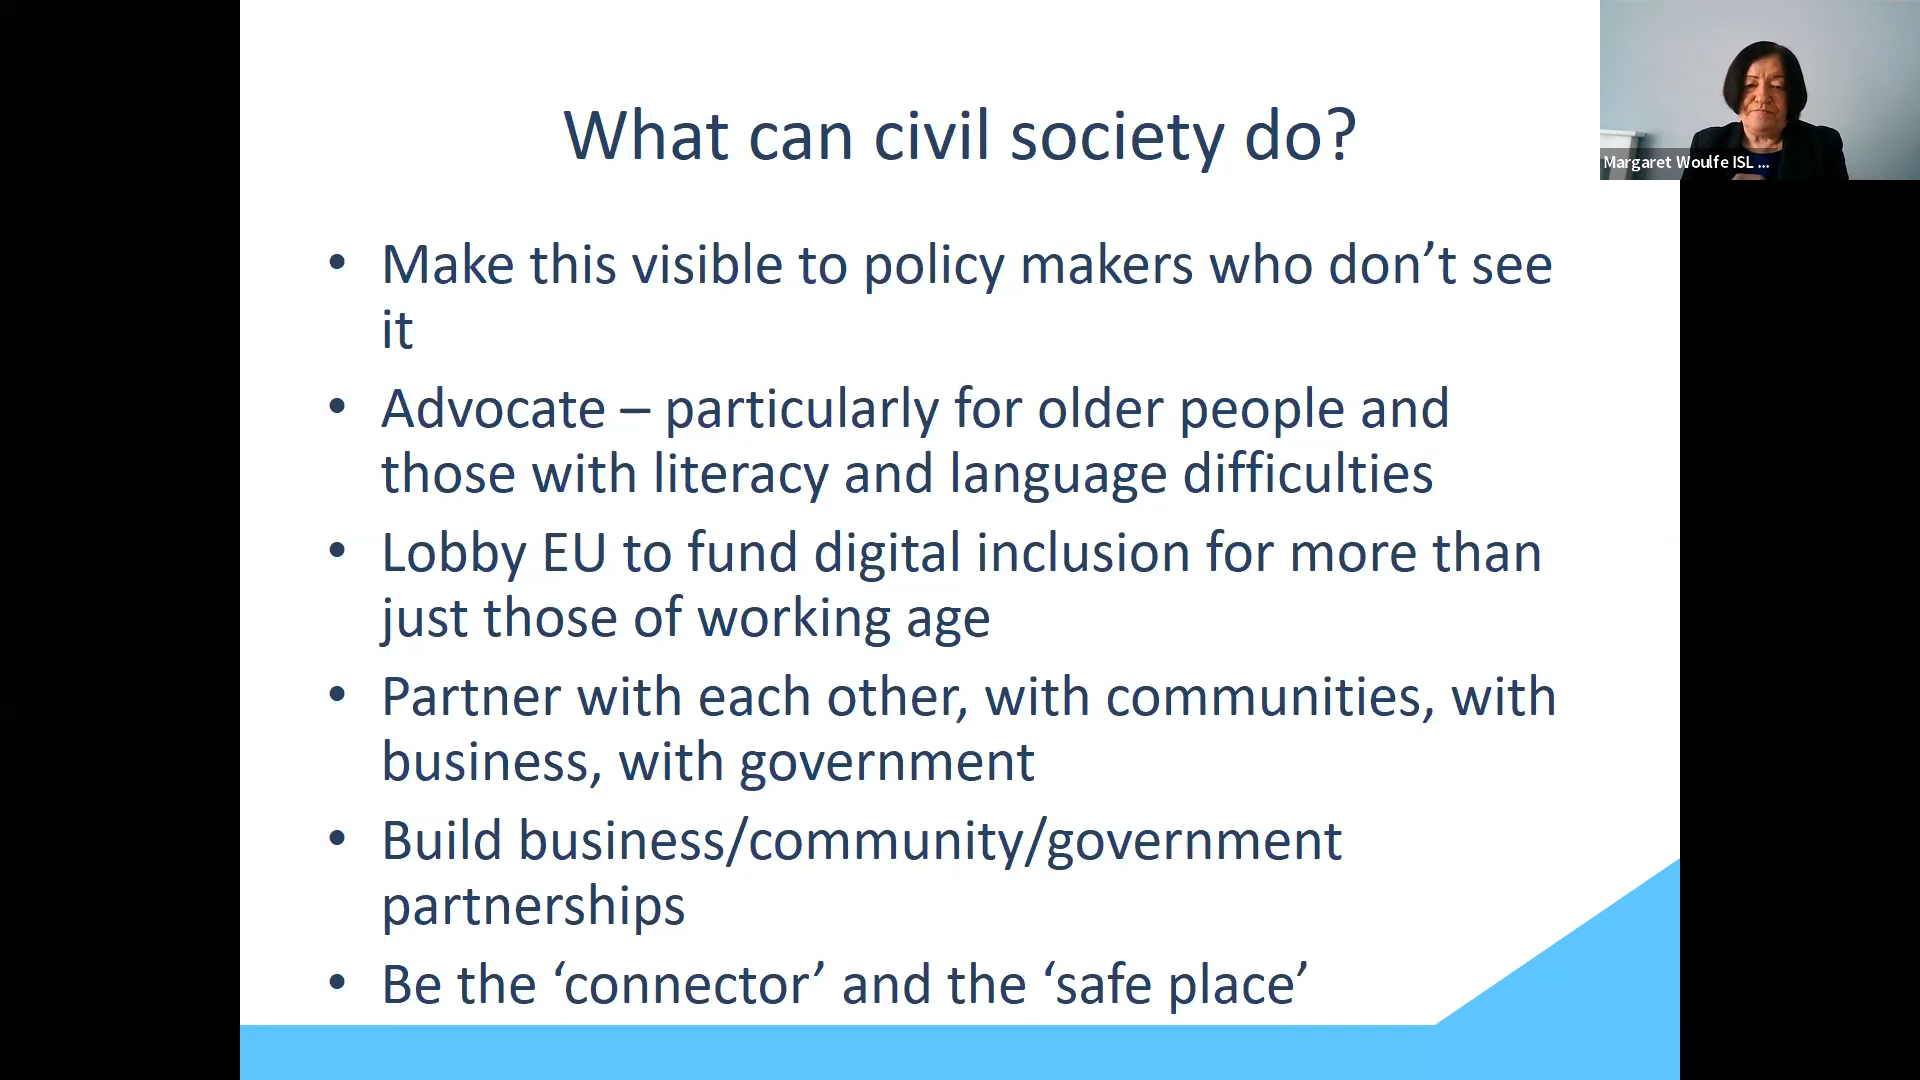 What can civil society do?
• Make this visible to policy makers who don’t see
it
• Advocate – particularly for older people and
those with literacy and language difficulties
• Lobby EU to fund digital inclusion for more than
just those of working age
• Partner with each other, with communities, with
business, with government
• Build business/community/government
partnerships
• Be the ‘connector’ and the ‘safe place’
Margaret Woulfe ISL ...